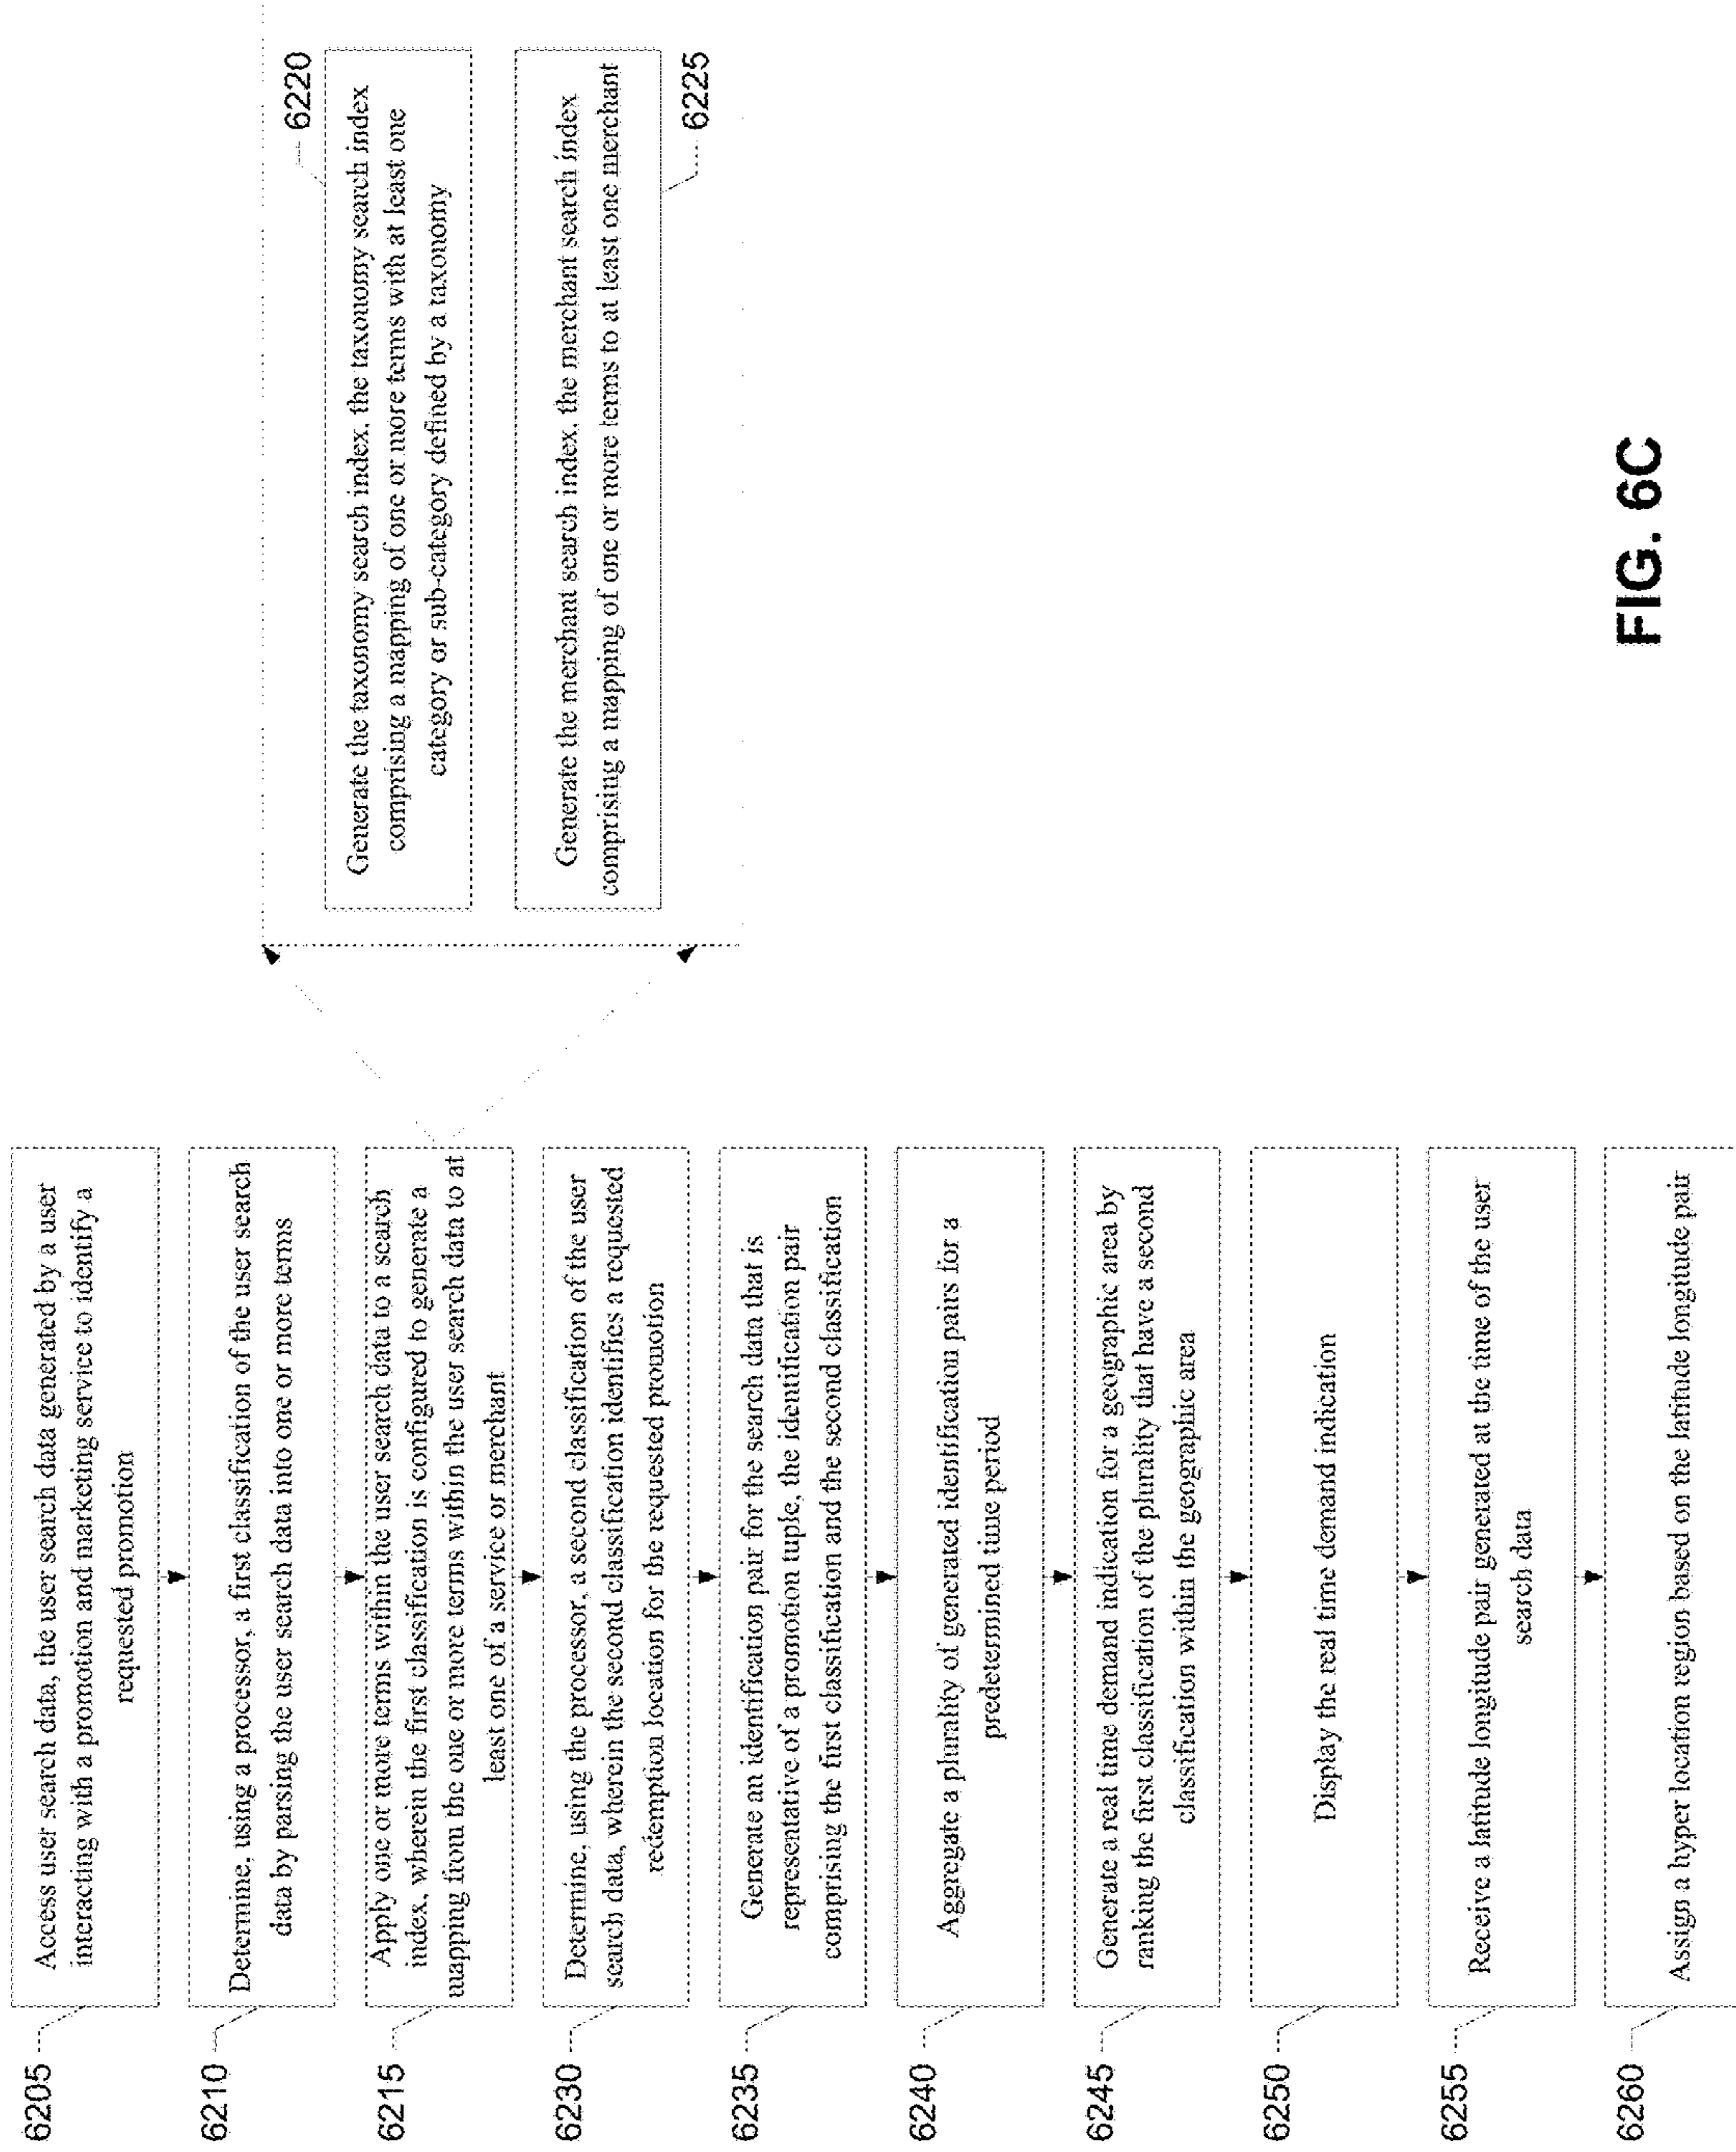 6205
Access user search data, the user search data generated by a user
interacting with a promotion and marketing service to identify a
requested promotion
6210
Determine, using a processor, a first classification of the user search
data by parsing the user search data into one or more terms
6215
Apply one or more terms within the user search data to a search
index, wherein the first classification is configured to generate a
mapping from the one or more terms within the user search data to at
least one of a service or merchant
6220
Generate the taxonomy search index, the taxonomy search index
comprising a mapping of one or more terms with at least one
category or sub-category defined by a taxonomy
Generate the merchant search index, the merchant search index
comprising a mapping of one or more terms to at least one merchant
6225
6230
Determine, using the processor, a second classification of the user
search data, wherein the second classification identifies a requested
redemption location for the requested promotion
6235
Generate an identification pair for the search data that is
representative of a promotion tuple, the identification pair
comprising the first classification and the second classification
6240
Aggregate a plurality of generated identification pairs for a
predetermined time period
6245
Generate a real time demand indication for a geographic area by
ranking the first classification of the plurality that have a second
classification within the geographic area
6250
Display the real time demand indication
6255
Receive a latitude longitude pair generated at the time of the user
search data
6260
Assign a hyper location region based on the latitude longitude pair
FIG. 6C